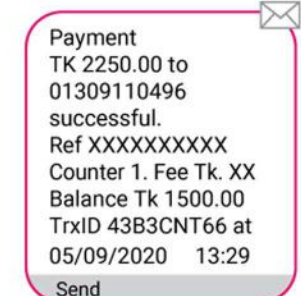 Payment
TK 2250.00 to
01309110496
successful.
Ref XXXXXXXXXX
Counter 1. Fee Tk. XX
Balance Tk 1500.00
TrxID 43B3CNT66 at
05/09/2020 13:29
Send